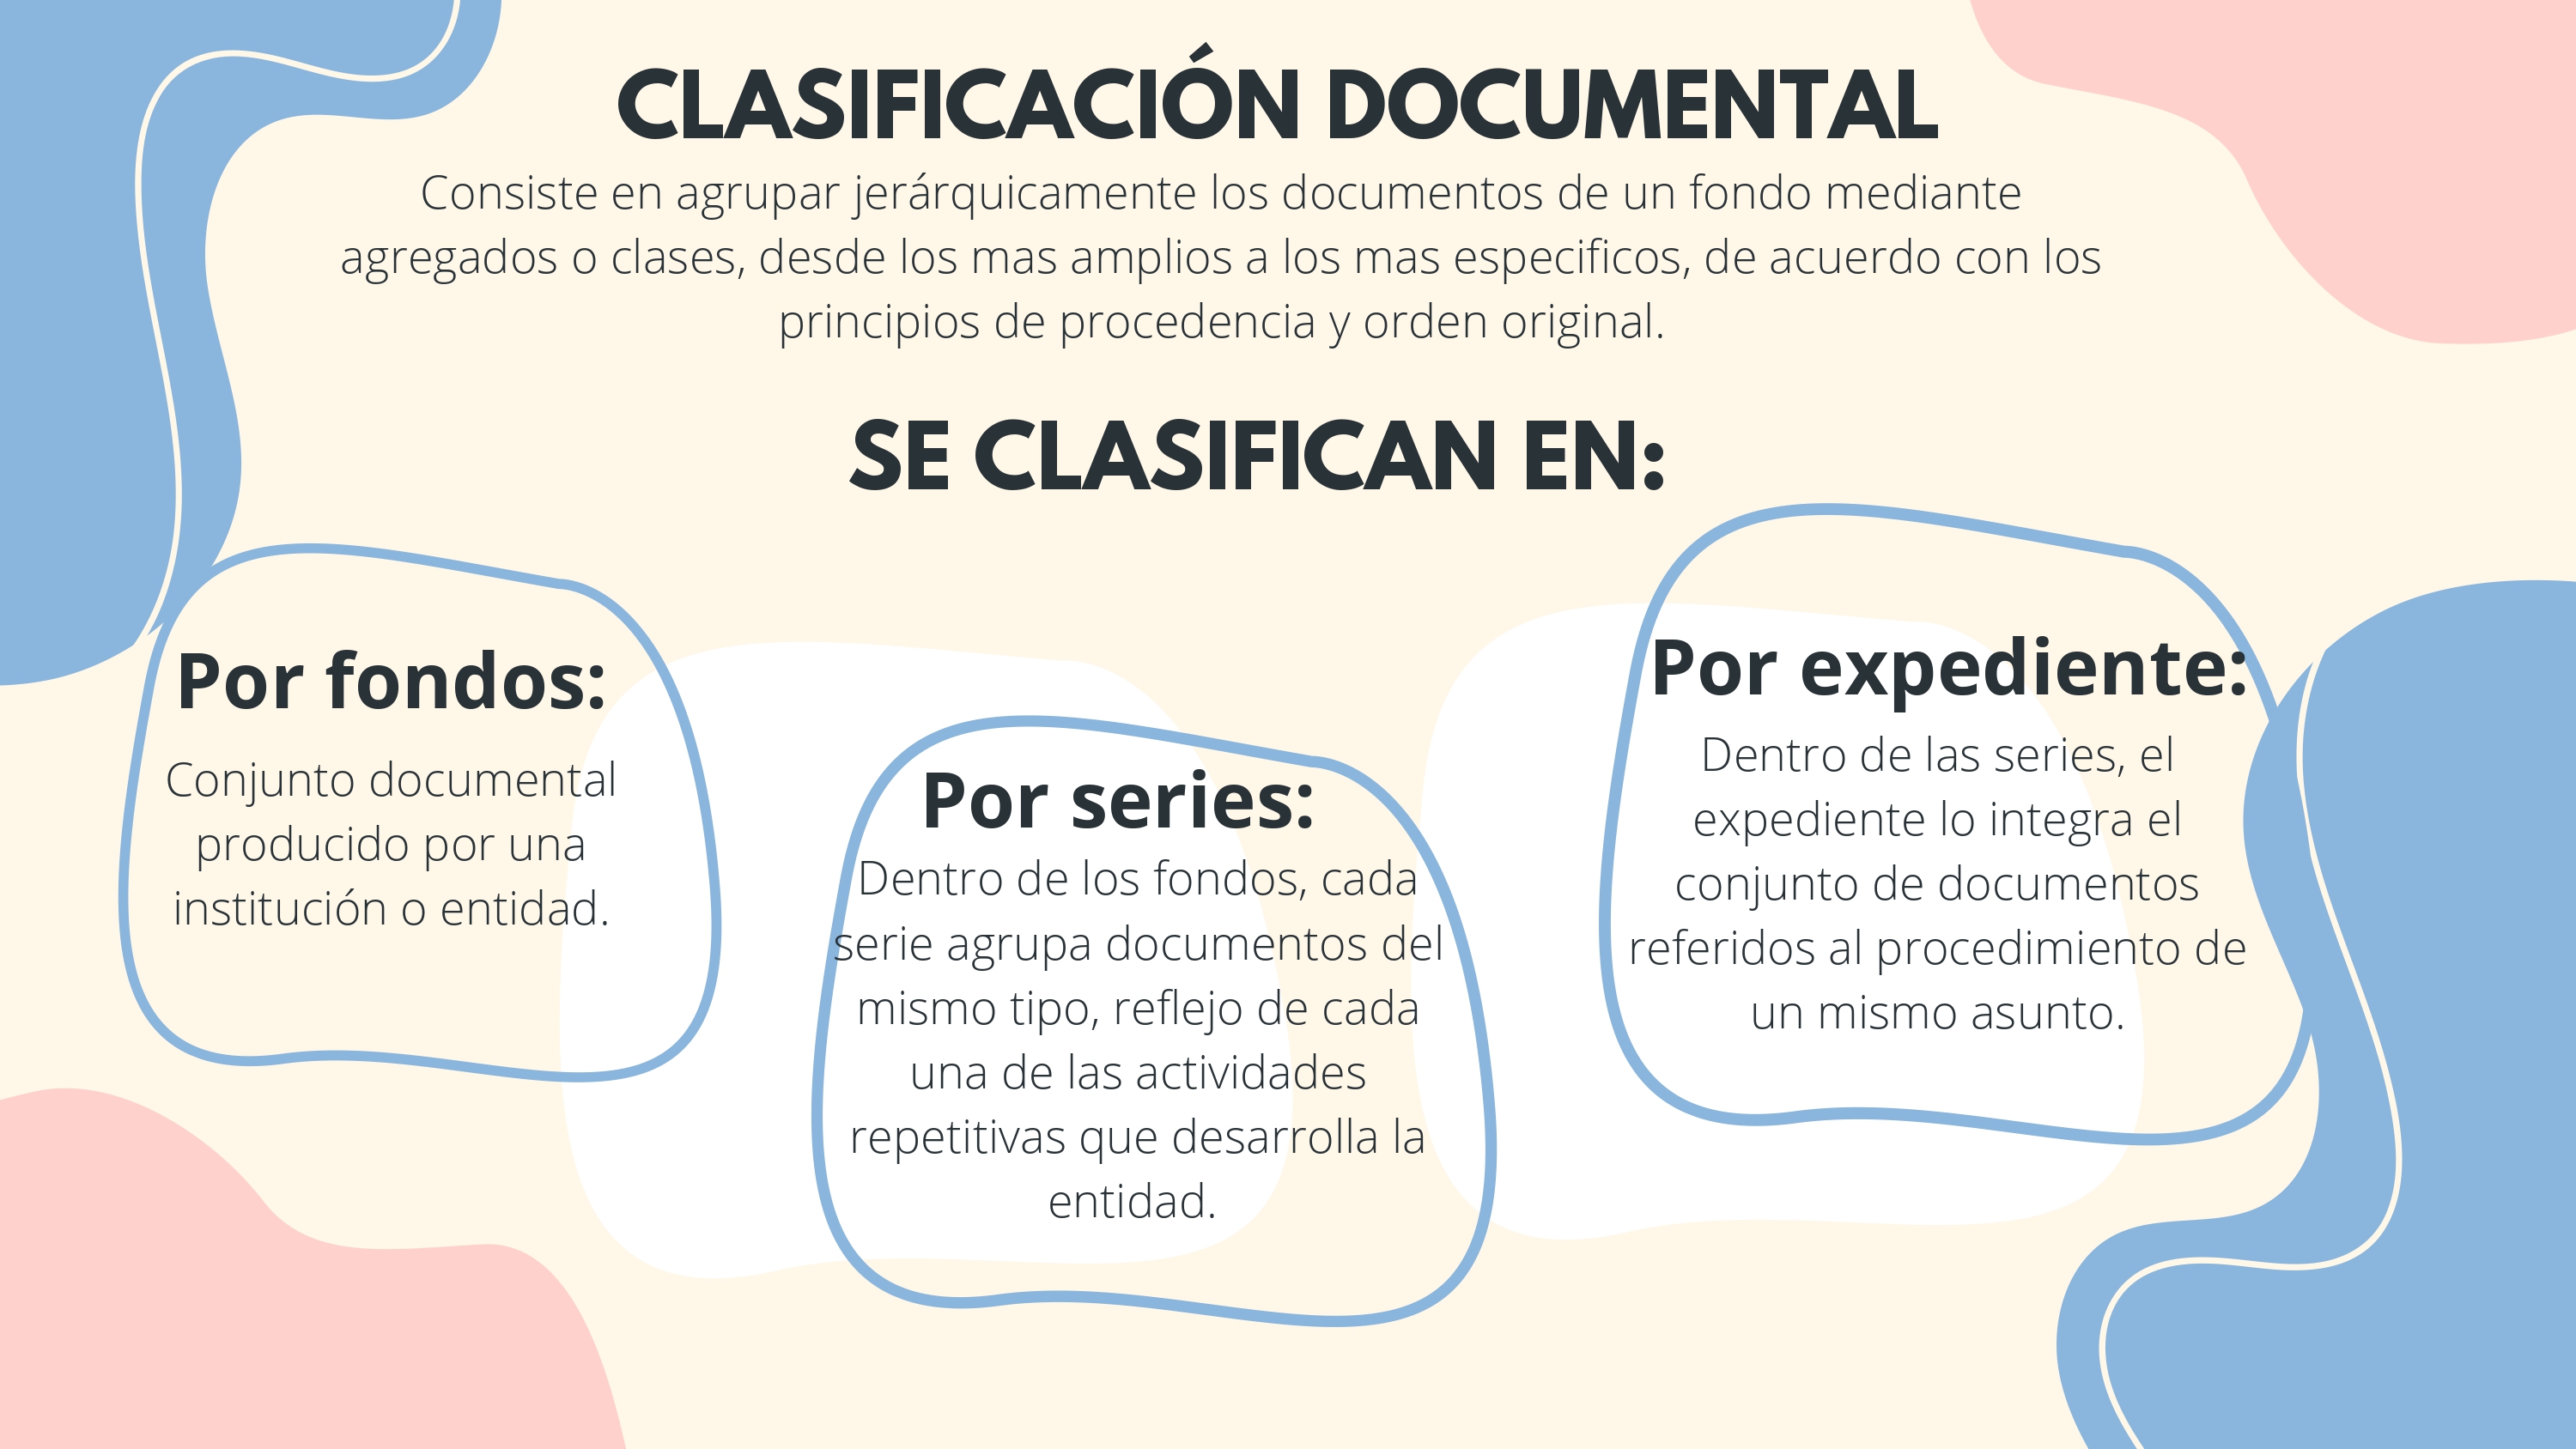 CLASIFICACIÓN DOCUMENTAL
Consiste en agrupar jerárquicamente los documentos de un fondo mediante
agregados o clases, desde los mas amplios a los mas especificos, de acuerdo con los
principios de procedencia y orden original.
SE CLASIFICAN EN:
Por fondos:
Conjunto documental
producido por una
institución o entidad.
Por series:
Dentro de los fondos, cada
serie agrupa documentos del
mismo tipo, reflejo de cada
una de las actividades
repetitivas que desarrolla la
entidad.
Por expediente:
Dentro de las series, el
expediente lo integra el
conjunto de documentos
referidos al procedimiento de
un mismo asunto.